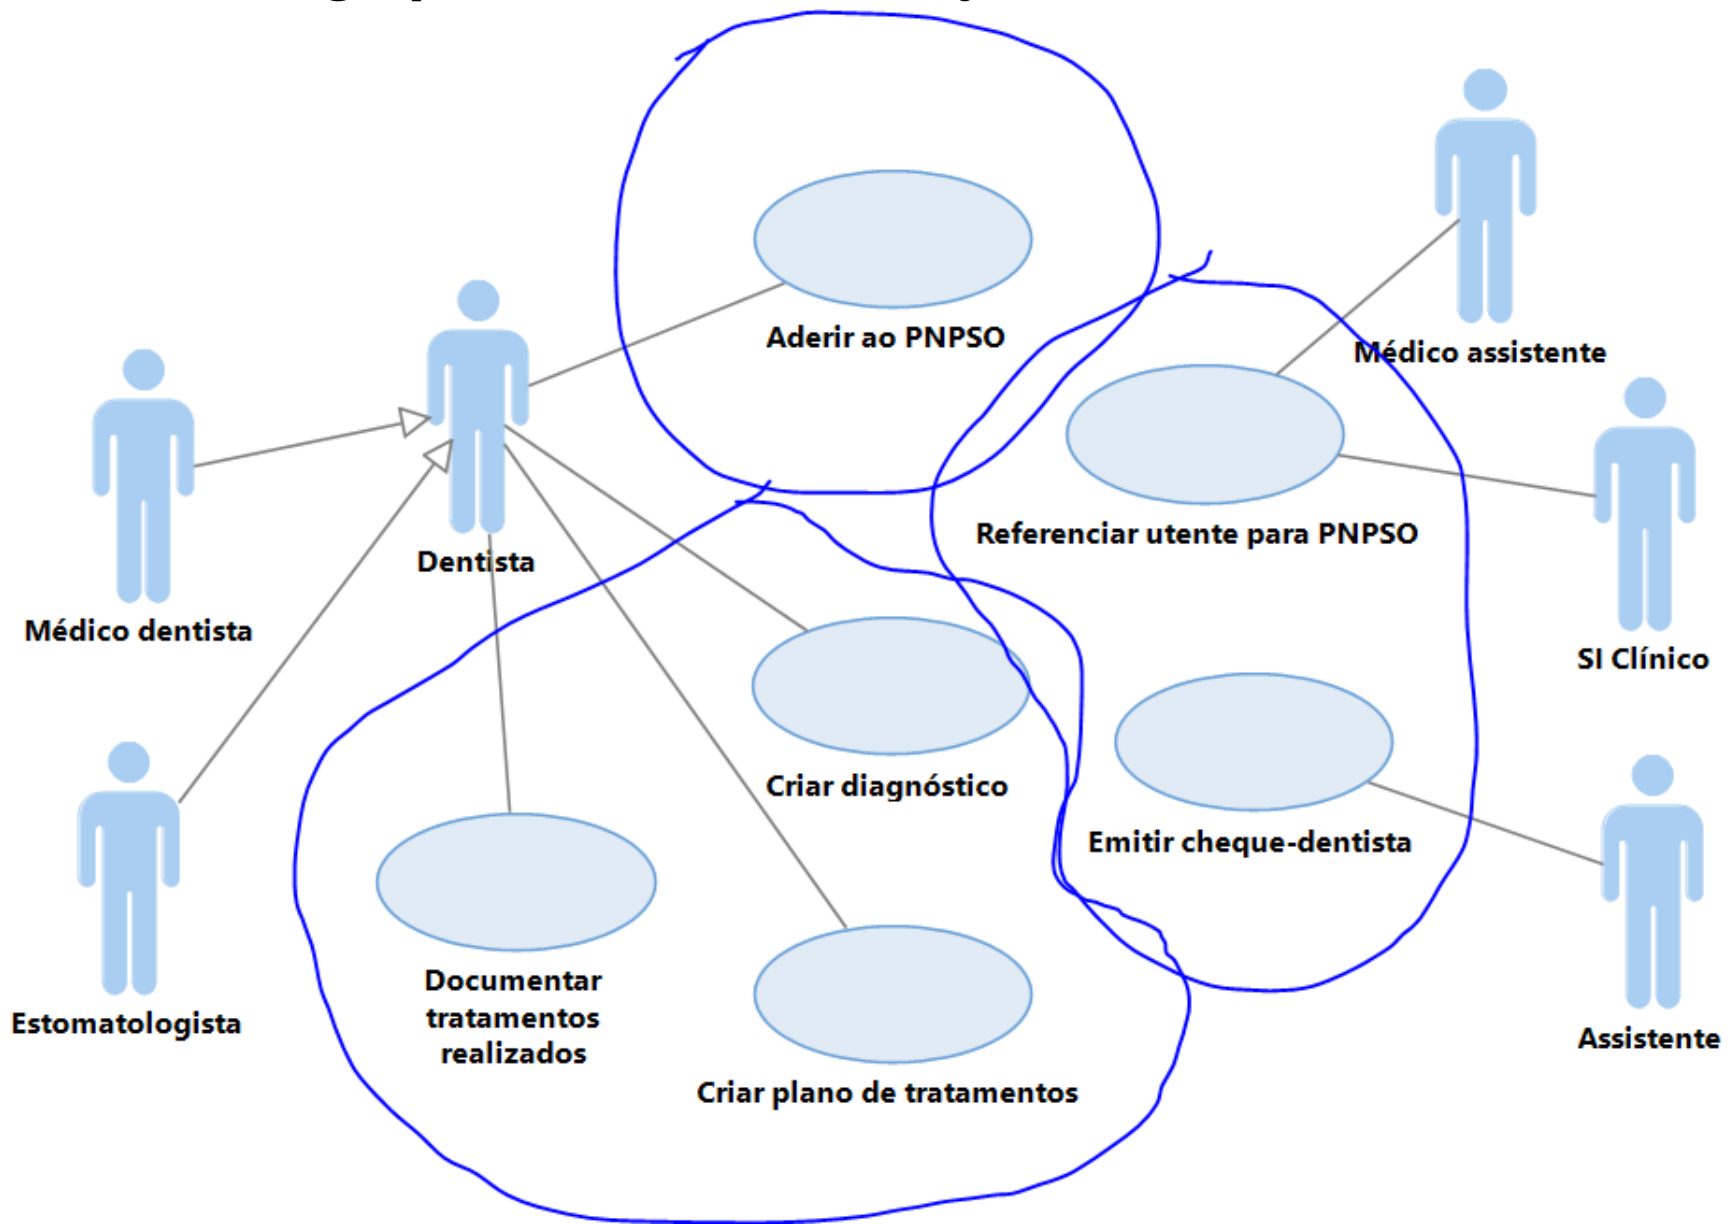 Aderir ao PNPSO
Médico assistente
Referenciar utente para PNPSO
Dentista
Médico dentista
SI Clínico
Criar diagnóstico
Emitir cheque-dentista
Documentar
tratamentos
realizados
Estomatologista
Assistente
Criar plano de tratamentos